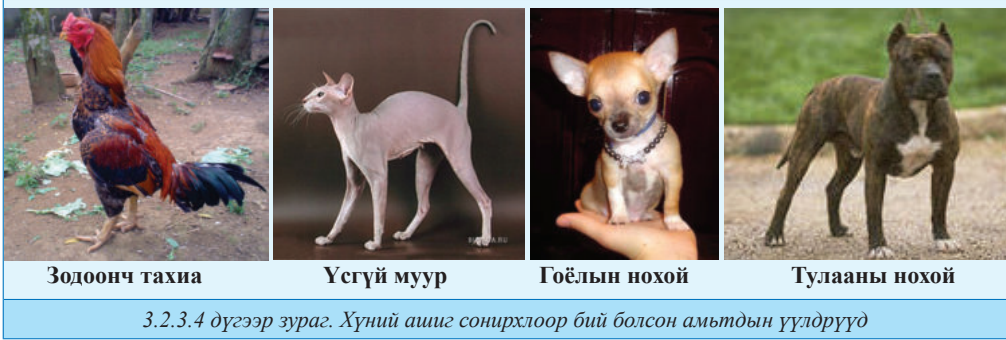 Зодоонч тахиа Үсгүй муур Гоёлын нохой Тулааны нохой
3.2.3.4 дүгээр зураг. Хүний ашиг сонирхлоор бий болсон амьтдын үүлдрүүд